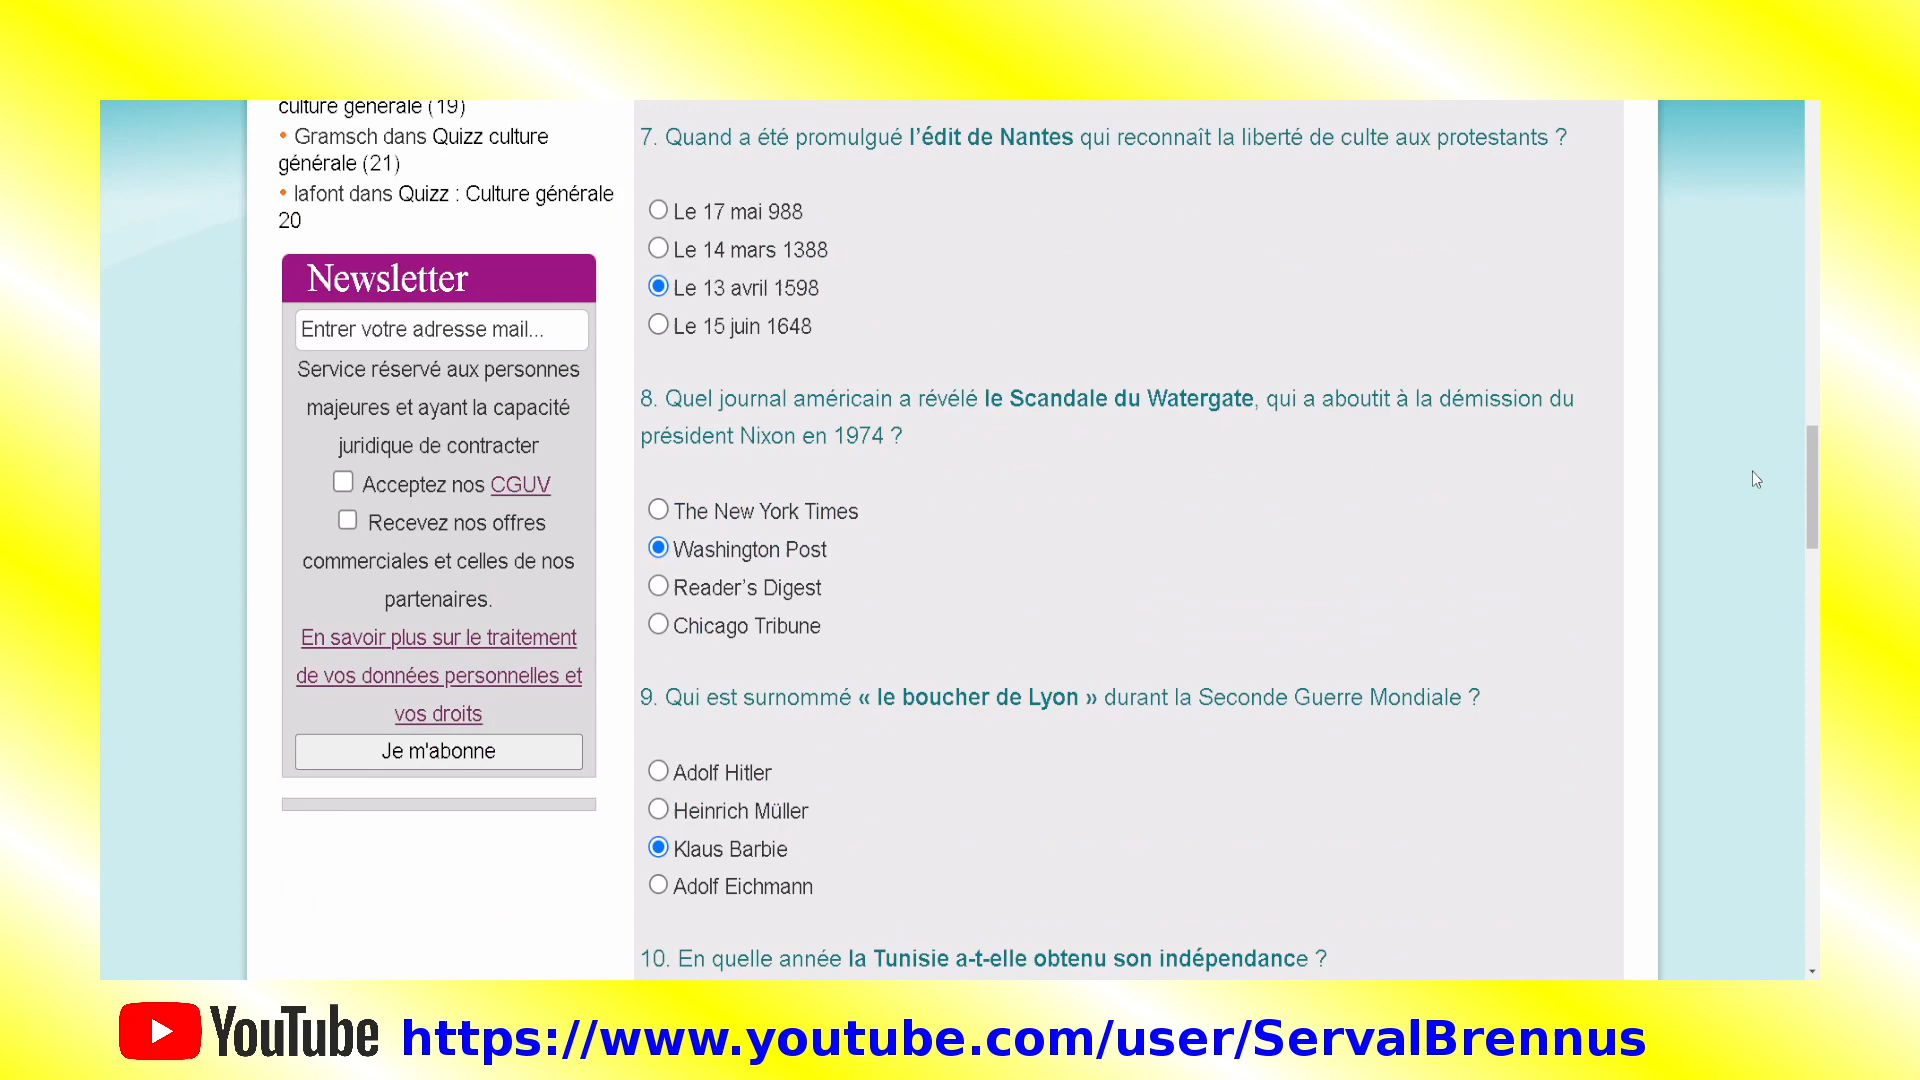 culture générale (19)
• Gramsch dans Quizz culture
générale (21)
• lafont dans Quizz : Culture générale
20
Newsletter
Entrer votre adresse mail...
Service réservé aux personnes
majeures et ayant la capacité
juridique de contracter
Acceptez nos CGUV
Recevez nos offres
commerciales et celles de nos
partenaires.
En savoir plus sur le traitement
de vos données personnelles et
vos droits
Je m'abonne
7. Quand a été promulgué l’édit de Nantes qui reconnaît la liberté de culte aux protestants ?
Le 17 mai 988
Le 14 mars 1388
Le 13 avril 1598
Le 15 juin 1648
8. Quel journal américain a révélé le Scandale du Watergate, qui a aboutit à la démission du
président Nixon en 1974 ?
The New York Times
Washington Post
Reader’s Digest
Chicago Tribune
9. Qui est surnommé « le boucher de Lyon » durant la Seconde Guerre Mondiale ?
Adolf Hitler
Heinrich Müller
Klaus Barbie
Adolf Eichmann
10. En quelle année la Tunisie a-t-elle obtenu son indépendance ?
YouTube https://www.youtube.com/user/ServalBrennus